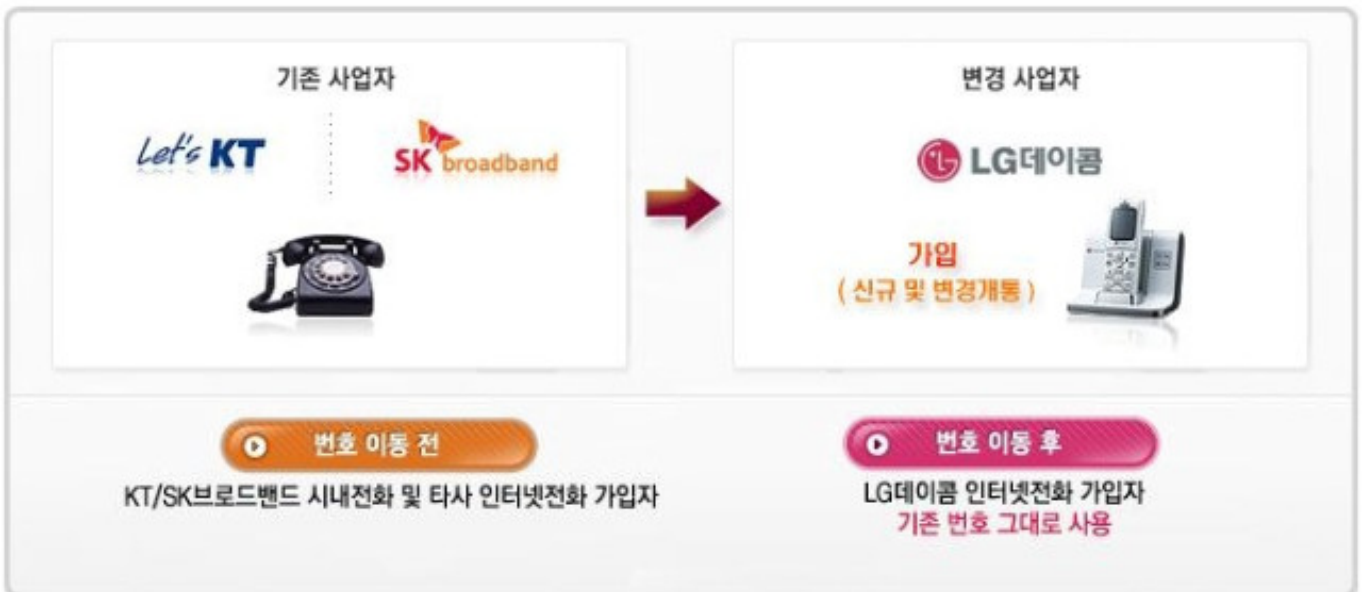 기존 사업자
Let's KT
SK broadband
변경 사업자
LG데이콤
가입
( 신규 및 변경개통 )
번호 이동 전
KT/SK브로드밴드 시내전화 및 타사 인터넷전화 가입자
번호 이동 후
LG데이콤 인터넷전화 가입자
기존 번호 그대로 사용